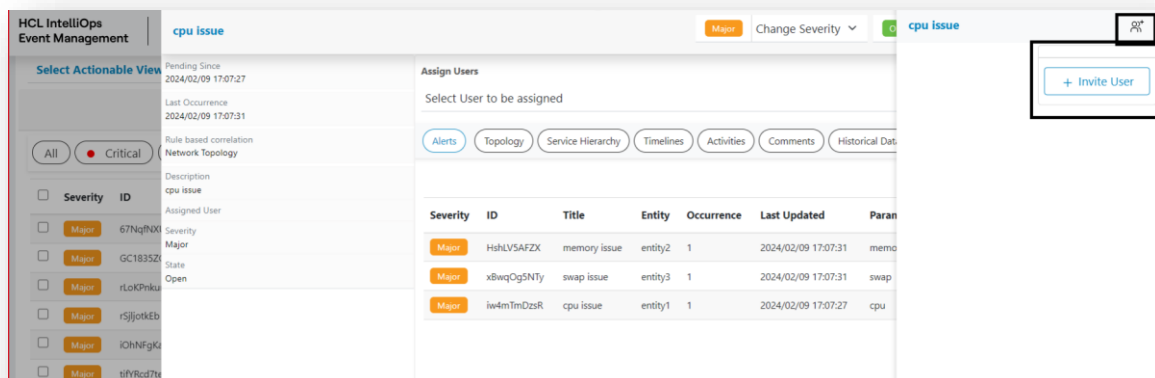 HCL IntelliOps
Event Management
cpu issue
Major
Change Severity
cpu issue
+ Invite User
Select Actionable View
All
Critical
Severity ID
Major 67NqfNX
Major GC1835Z
Major rLoKPnku
Major rSjljotkEb
Major iOhNFgKa
Major tifYRcd7te
Pending Since
2024/02/09 17:07:27
Last Occurrence
2024/02/09 17:07:31
Rule based correlation
Network Topology
Description
cpu issue
Assigned User
Severity
Major
State
Open
Assign Users
Select User to be assigned
Alerts Topology Service Hierarchy Timelines Activities Comments Historical Data
Severity ID Title Entity Occurrence Last Updated Param
Major HshLV5AFZX memory issue entity2 1 2024/02/09 17:07:31 memo
Major xBwqOg5NTy swap issue entity3 1 2024/02/09 17:07:31 swap
Major iw4mTmDzsR cpu issue entity1 1 2024/02/09 17:07:27 cpu